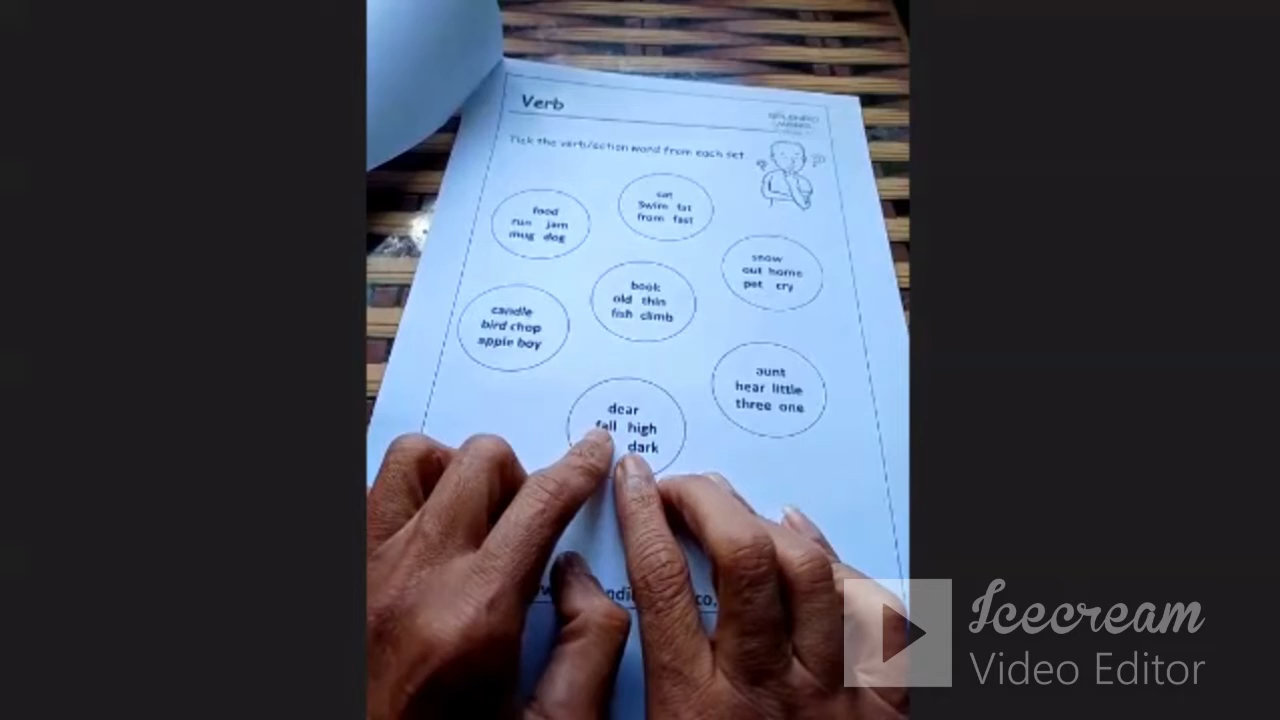 Verb
Tick the verb/action word from each set.
food
run jam
mug dog
Swim
from fast
snow
out home
pet cry
book
old thin
fish climb
candle
bird chop
apple boy
aunt
hear little
three one
dear
fall high
dark
Icecream
Video Editor